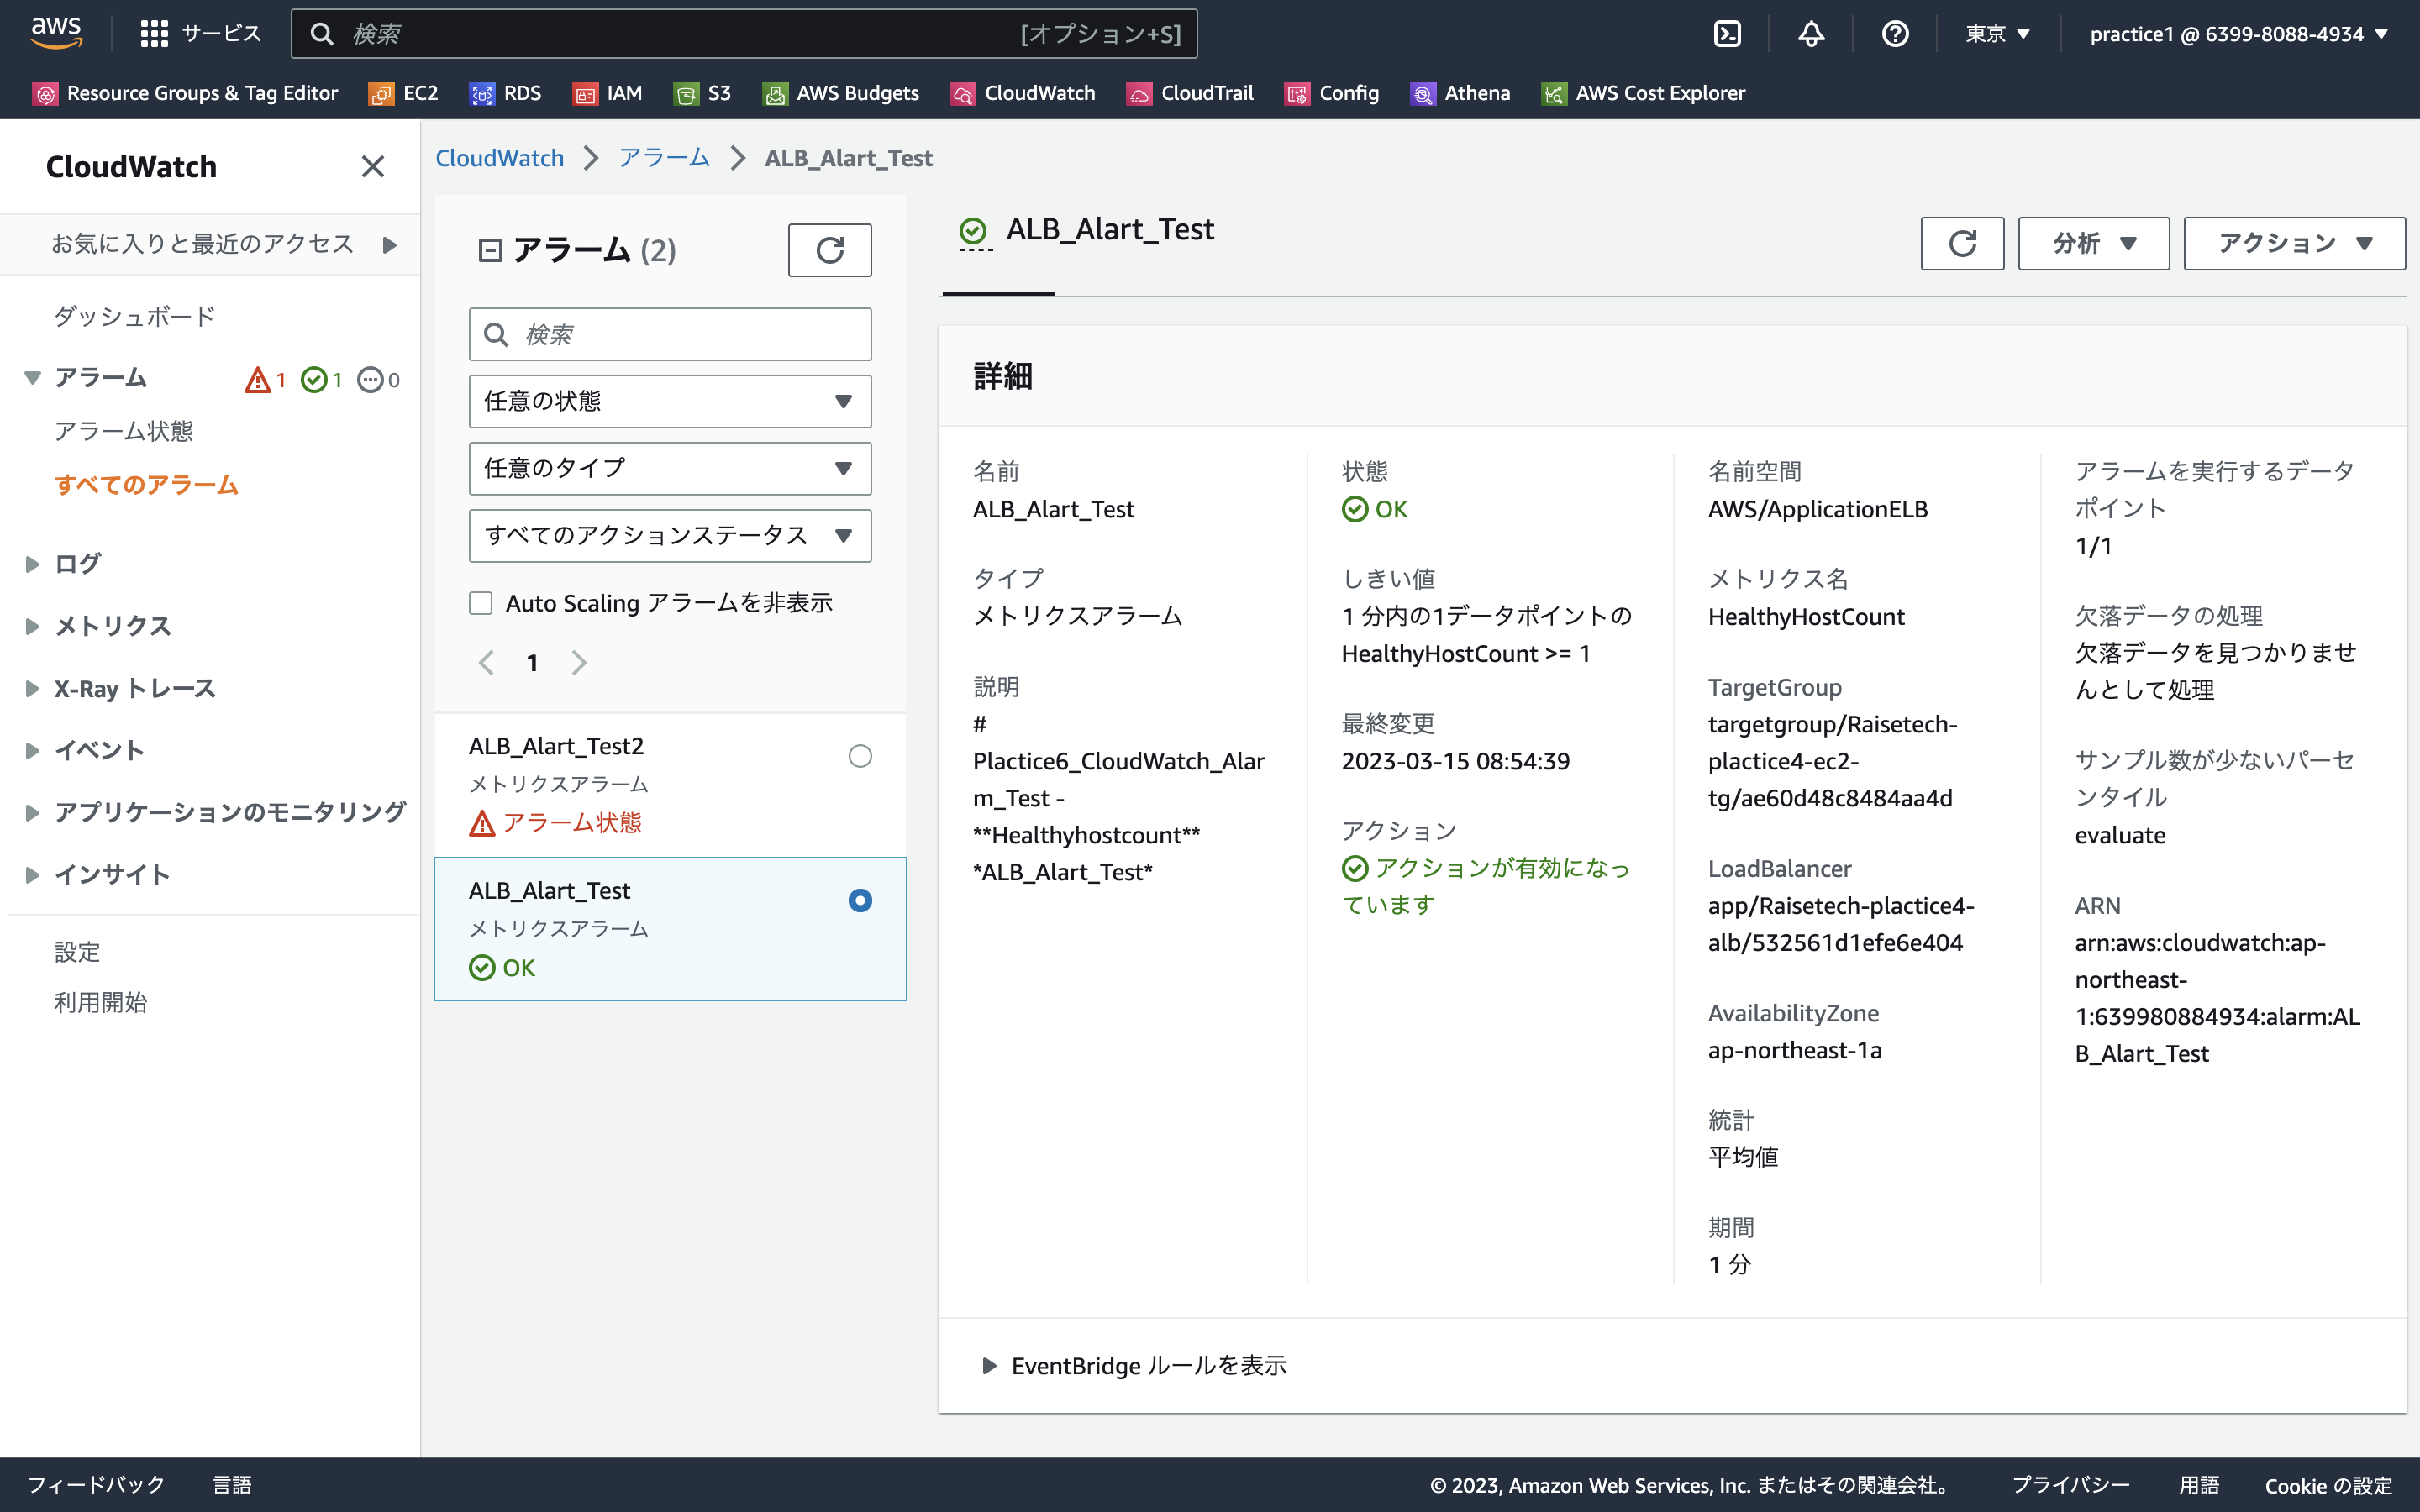 aws
サービス
検索
[オプション+S]
東京
practice1 @ 6399-8088-4934
Resource Groups & Tag Editor
EC2
RDS
IAM
S3
AWS Budgets
CloudWatch
CloudTrail
Config
Athena
AWS Cost Explorer
CloudWatch
お気に入りと最近のアクセス
ダッシュボード
アラーム
1
1
0
アラーム状態
すべてのアラーム
ログ
メトリクス
X-Ray トレース
イベント
アプリケーションのモニタリング
インサイト
設定
利用開始
CloudWatch
アラーム
ALB_Alart_Test
アラーム (2)
検索
任意の状態
任意のタイプ
すべてのアクションステータス
Auto Scaling アラームを非表示
1
ALB_Alart_Test2
メトリクスアラーム
アラーム状態
ALB_Alart_Test
メトリクスアラーム
OK
ALB_Alart_Test
分析
アクション
詳細
名前
ALB_Alart_Test
タイプ
メトリクスアラーム
説明
#
Plactice6_CloudWatch_Alar
m_Test -
**Healthyhostcount**
*ALB_Alart_Test*
状態
OK
しきい値
1 分内の1データポイントの
HealthyHostCount >= 1
最終変更
2023-03-15 08:54:39
アクション
アクションが有効になっ
ています
名前空間
AWS/ApplicationELB
メトリクス名
HealthyHostCount
TargetGroup
targetgroup/Raisetech-
plactice4-ec2-
tg/ae60d48c8484aa4d
LoadBalancer
app/Raisetech-plactice4-
alb/532561d1efe6e404
AvailabilityZone
ap-northeast-1a
統計
平均値
期間
1 分
アラームを実行するデータ
ポイント
1/1
欠落データの処理
欠落データを見つかりませ
んとして処理
サンプル数が少ないパーセ
ンタイル
evaluate
ARN
arn:aws:cloudwatch:ap-
northeast-
1:639980884934:alarm:AL
B_Alart_Test
EventBridge ルールを表示
フィードバック
言語
© 2023, Amazon Web Services, Inc. またはその関連会社。
プライバシー
用語
Cookie の設定